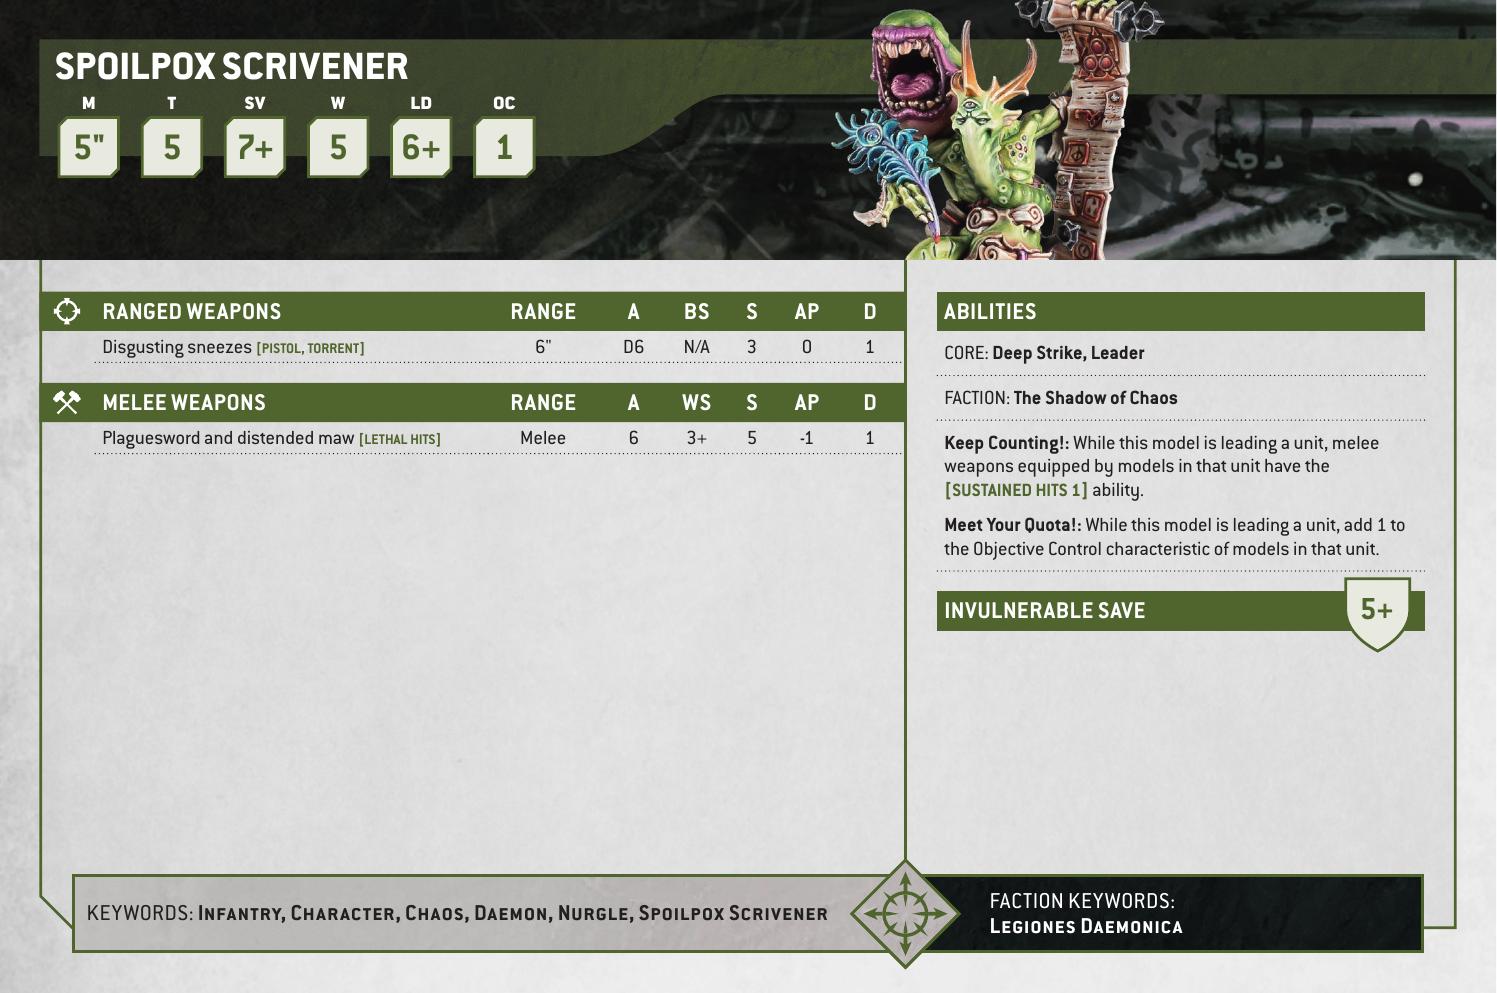 SPOILPOX SCRIVENER
M T SV W LD OC
5" 5 7+ 5 6+ 1
RANGED WEAPONS RANGE A BS S AP D
Disgusting sneezes [PISTOL, TORRENT] 6" D6 N/A 3 0 1
MELEE WEAPONS RANGE A WS S AP D
Plaguesword and distended maw [LETHAL HITS] Melee 6 3+ 5 -1 1
ABILITIES
CORE: Deep Strike, Leader
FACTION: The Shadow of Chaos
Keep Counting!: While this model is leading a unit, melee
weapons equipped by models in that unit have the
[SUSTAINED HITS 1] ability.
Meet Your Quota!: While this model is leading a unit, add 1 to
the Objective Control characteristic of models in that unit.
INVULNERABLE SAVE 5+
KEYWORDS: INFANTRY, CHARACTER, CHAOS, DAEMON, NURGLE, SPOILPOX SCRIVENER
FACTION KEYWORDS:
LEGIONES DAEMONICA